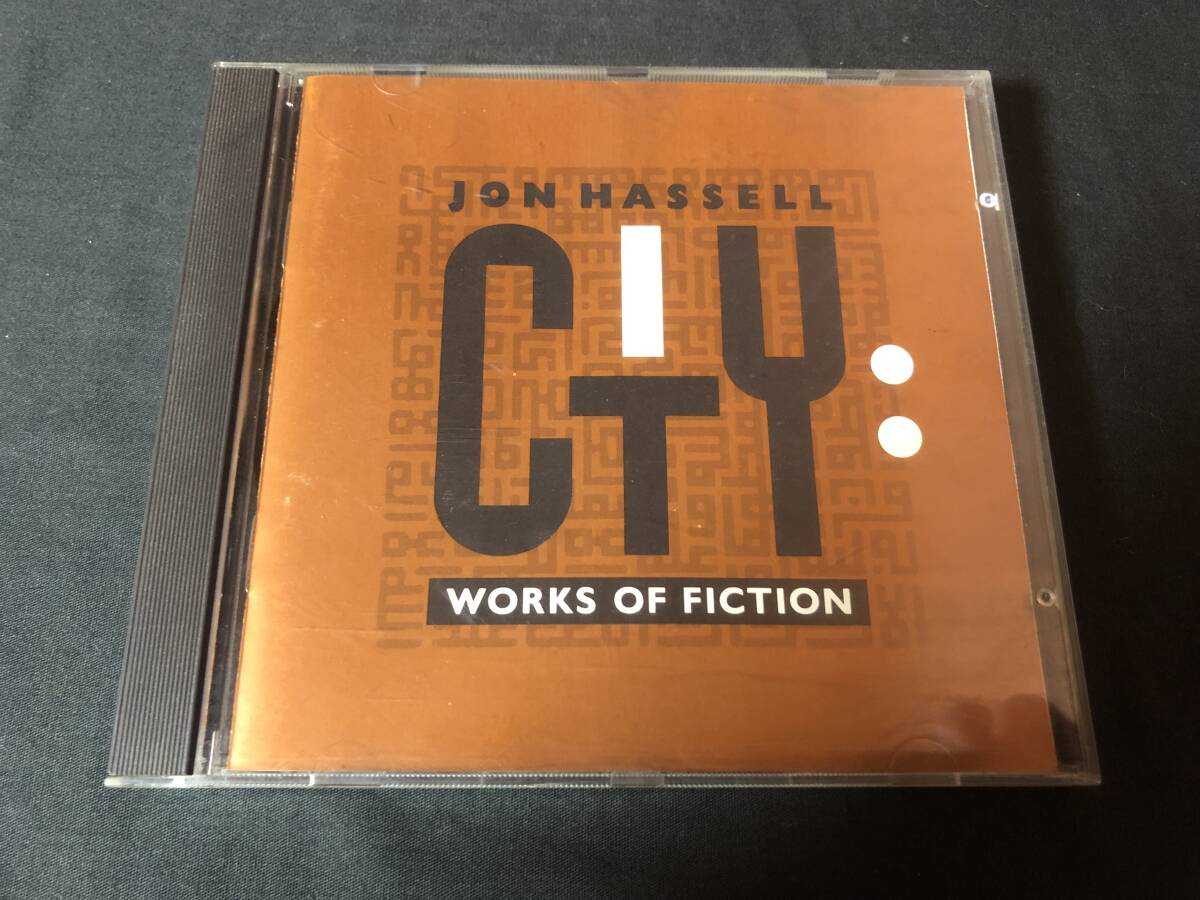 JON HASSELL
CITY:
WORKS OF FICTION